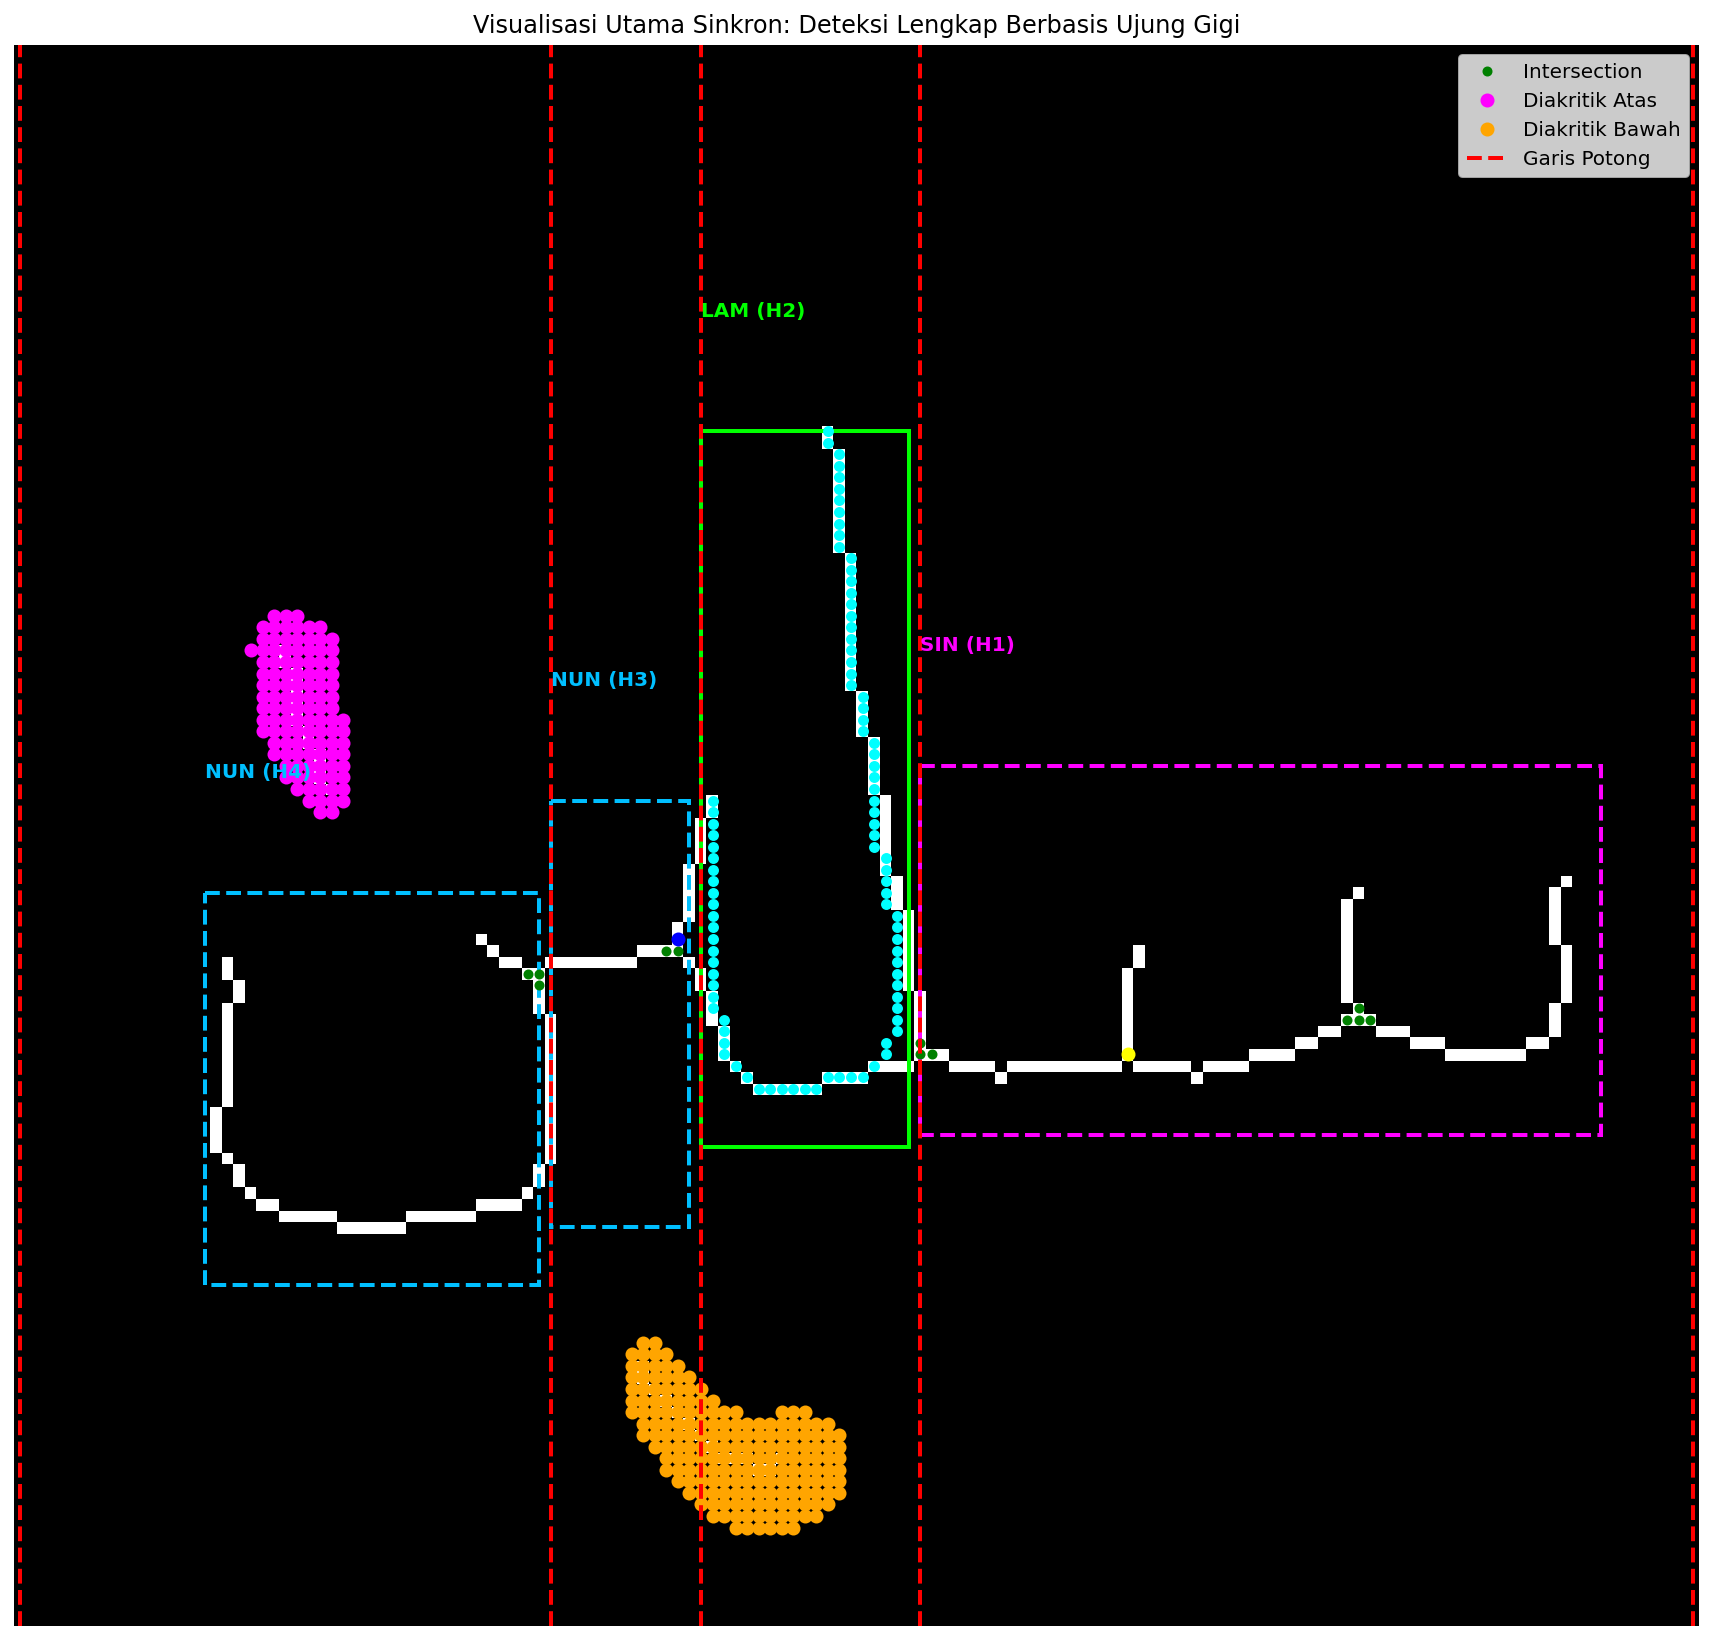 Visualisasi Utama Sinkron: Deteksi Lengkap Berbasis Ujung Gigi
Intersection
Diakritik Atas
Diakritik Bawah
Garis Potong
LAM (H2)
SIN (H1)
NUN (H3)
NUN (H4)